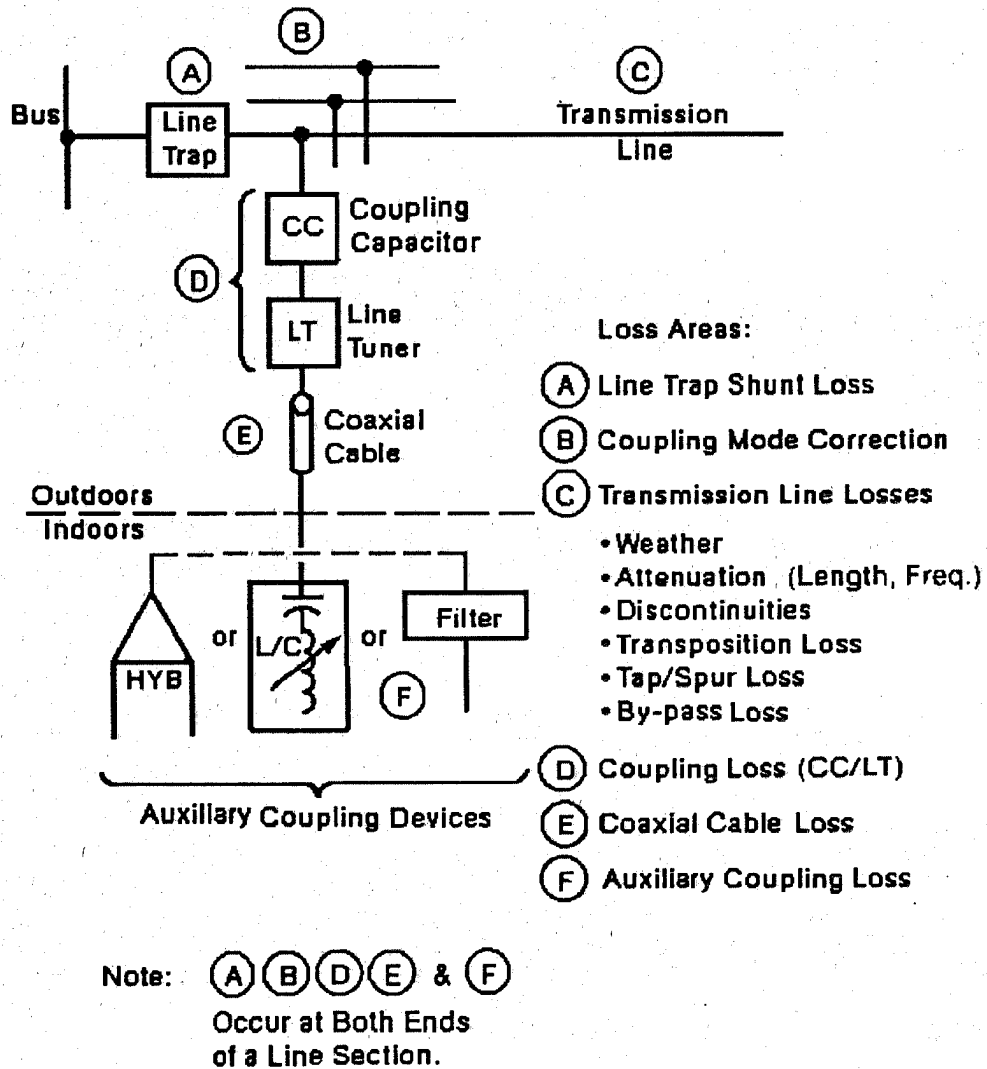 B
A
C
Bus
Line
Trap
Transmission
Line
CC
Coupling
Capacitor
D
LT
Line
Tuner
E
Coaxial
Cable
Outdoors
Indoors
HYB
or
L/C
or
Filter
F
Auxiliary Coupling Devices
Loss Areas:
A Line Trap Shunt Loss
B Coupling Mode Correction
C Transmission Line Losses
• Weather
• Attenuation (Length, Freq.)
• Discontinuities
• Transposition Loss
• Tap/Spur Loss
• By-pass Loss
D Coupling Loss (CC/LT)
E Coaxial Cable Loss
F Auxiliary Coupling Loss
Note: A B D E & F
Occur at Both Ends
of a Line Section.